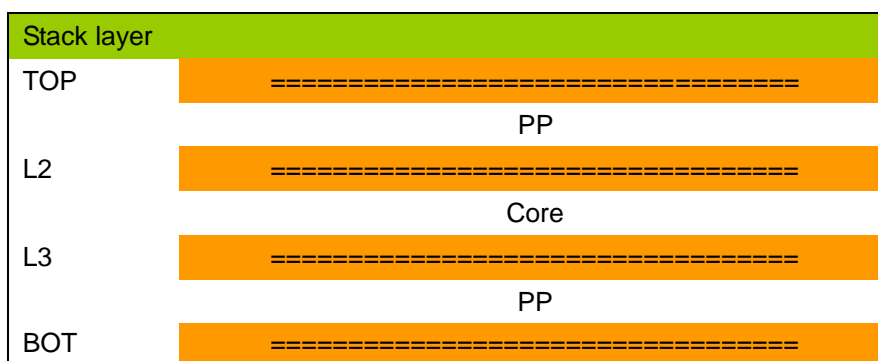 Stack layer
TOP ==================================
PP
L2 ==================================
Core
L3 ==================================
PP
BOT ==================================